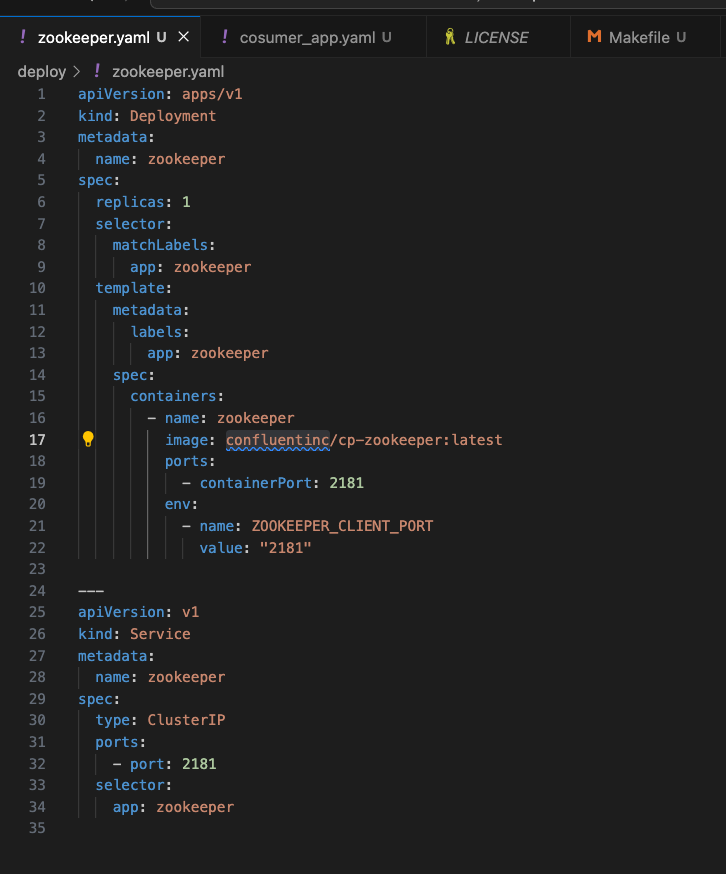 ! zookeeper.yaml U × ! cosumer_app.yaml U LICENSE M Makefile U
deploy > ! zookeeper.yaml
1 apiVersion: apps/v1
2 kind: Deployment
3 metadata:
4   name: zookeeper
5 spec:
6   replicas: 1
7   selector:
8     matchLabels:
9       app: zookeeper
10   template:
11     metadata:
12       labels:
13         app: zookeeper
14     spec:
15       containers:
16         - name: zookeeper
17           image: confluentinc/cp-zookeeper:latest
18           ports:
19             - containerPort: 2181
20           env:
21             - name: ZOOKEEPER_CLIENT_PORT
22               value: "2181"
23
24 ---
25 apiVersion: v1
26 kind: Service
27 metadata:
28   name: zookeeper
29 spec:
30   type: ClusterIP
31   ports:
32     - port: 2181
33   selector:
34     app: zookeeper
35